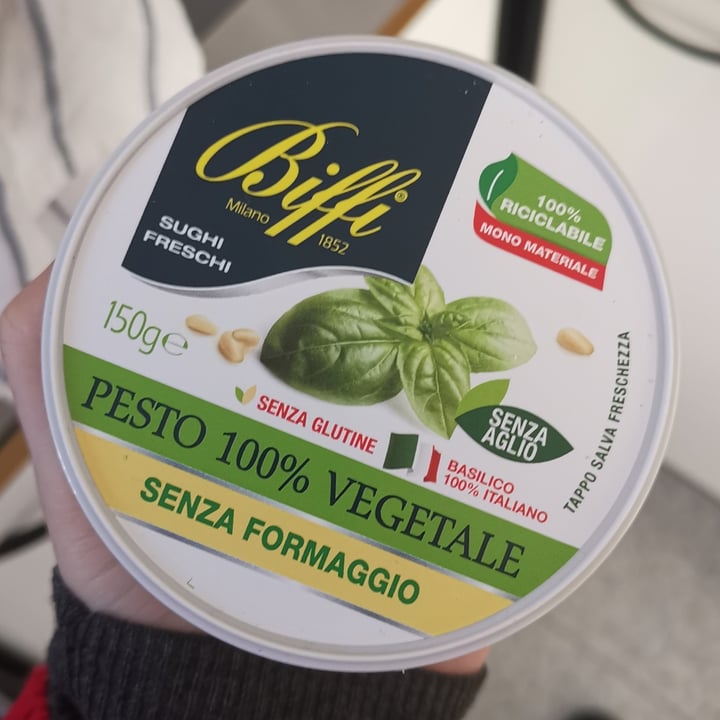 Biffi®
Milano 1852
SUGHI
FRESCHI
100%
RICICLABILE
MONO MATERIALE
150g℮
SENZA GLUTINE
SENZA
AGLIO
BASILICO
100% ITALIANO
TAPPO SALVA FRESCHEZZA
PESTO 100% VEGETALE
SENZA FORMAGGIO